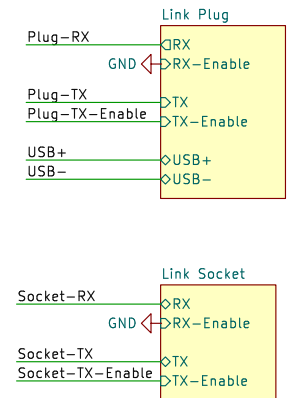 Link Plug
Plug-RX RX
GND RX-Enable
Plug-TX TX
Plug-TX-Enable TX-Enable
USB+ USB+
USB- USB-
Link Socket
Socket-RX RX
GND RX-Enable
Socket-TX TX
Socket-TX-Enable TX-Enable